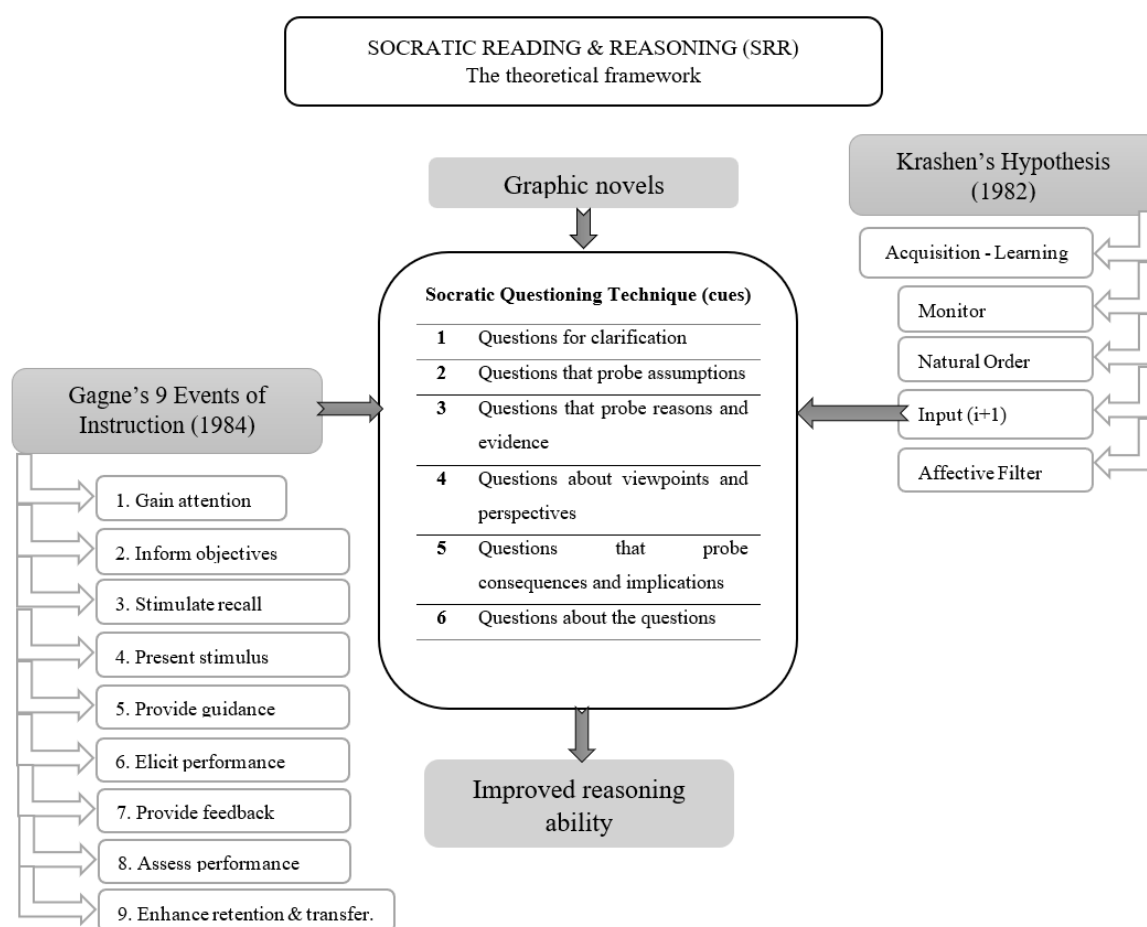 SOCRATIC READING & REASONING (SRR)
The theoretical framework
Graphic novels
Krashen’s Hypothesis
(1982)
Acquisition - Learning
Monitor
Natural Order
Input (i+1)
Affective Filter
Socratic Questioning Technique (cues)
1 Questions for clarification
2 Questions that probe assumptions
3 Questions that probe reasons and
evidence
4 Questions about viewpoints and
perspectives
5 Questions that probe
consequences and implications
6 Questions about the questions
Gagne’s 9 Events of
Instruction (1984)
1. Gain attention
2. Inform objectives
3. Stimulate recall
4. Present stimulus
5. Provide guidance
6. Elicit performance
7. Provide feedback
8. Assess performance
9. Enhance retention & transfer.
Improved reasoning
ability